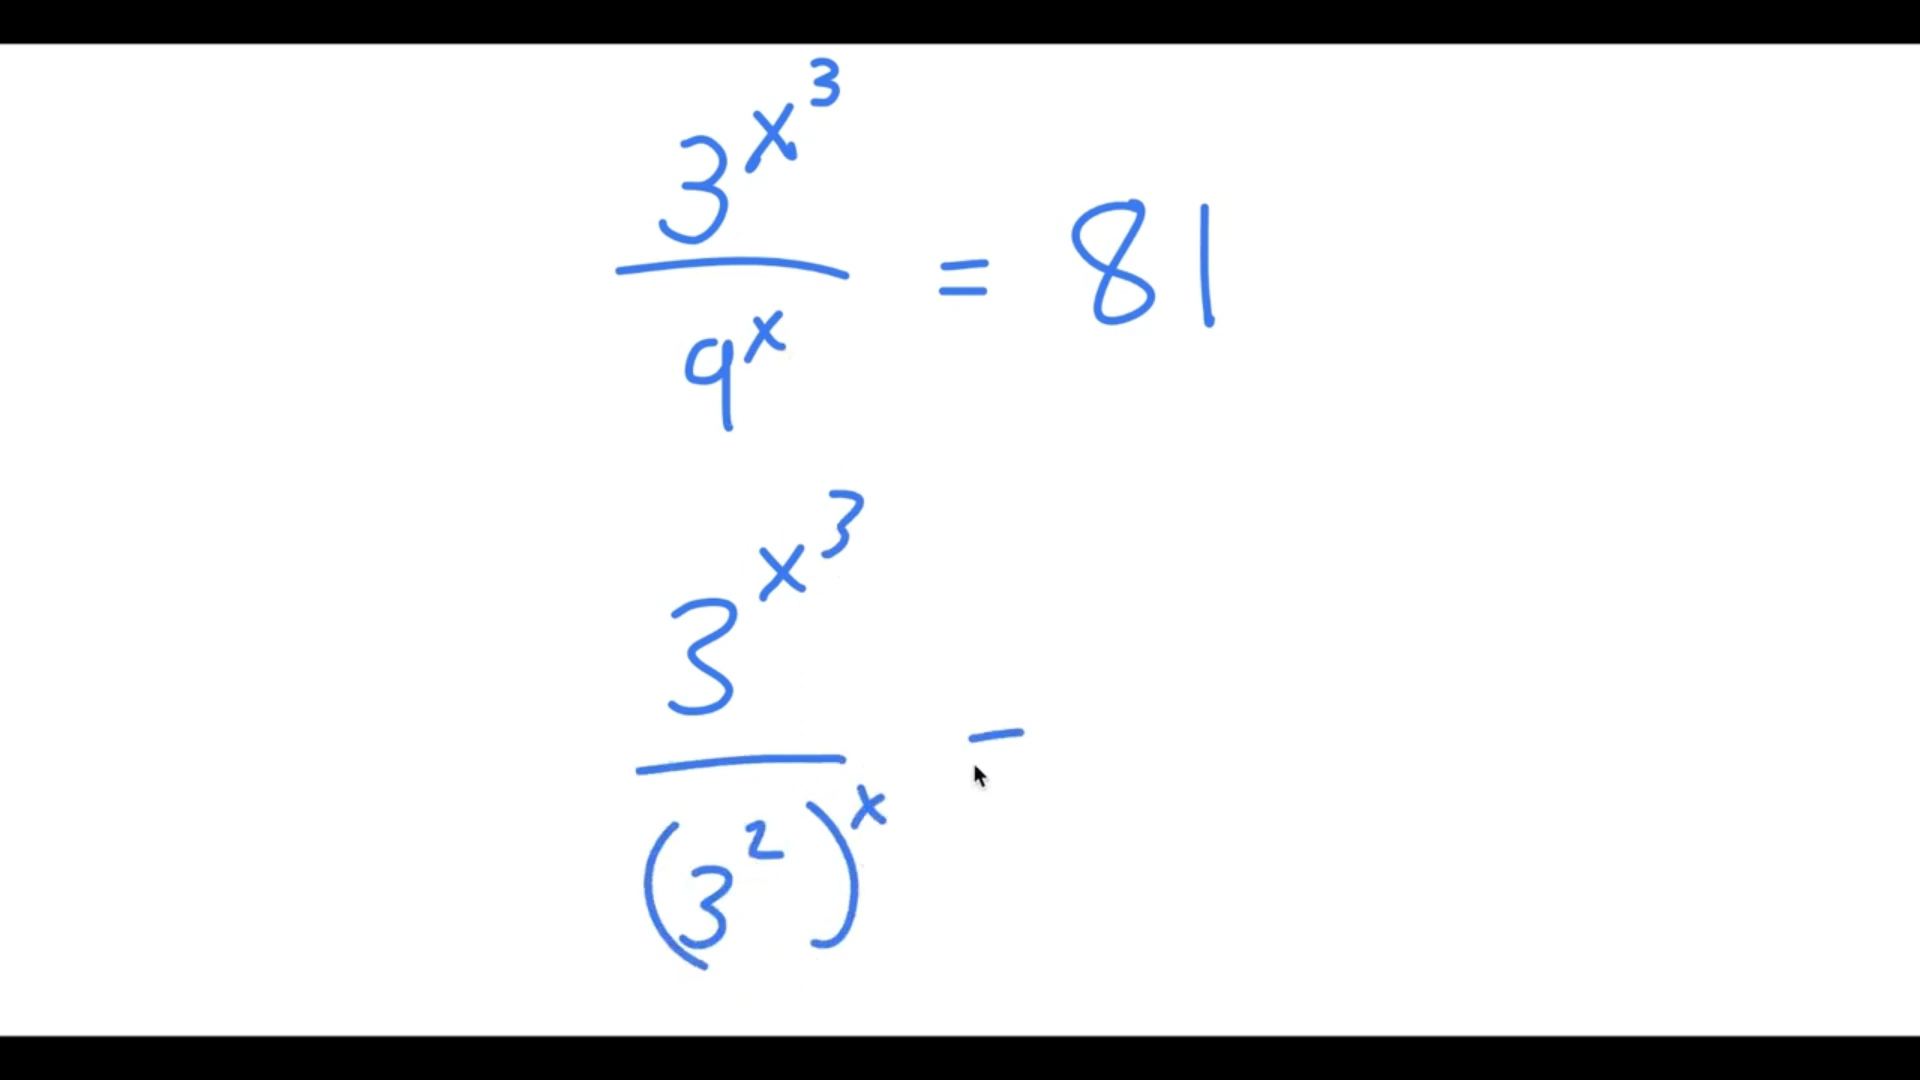 3^x^3 / 9^x = 81
3^x^3 / (3^2)^x −